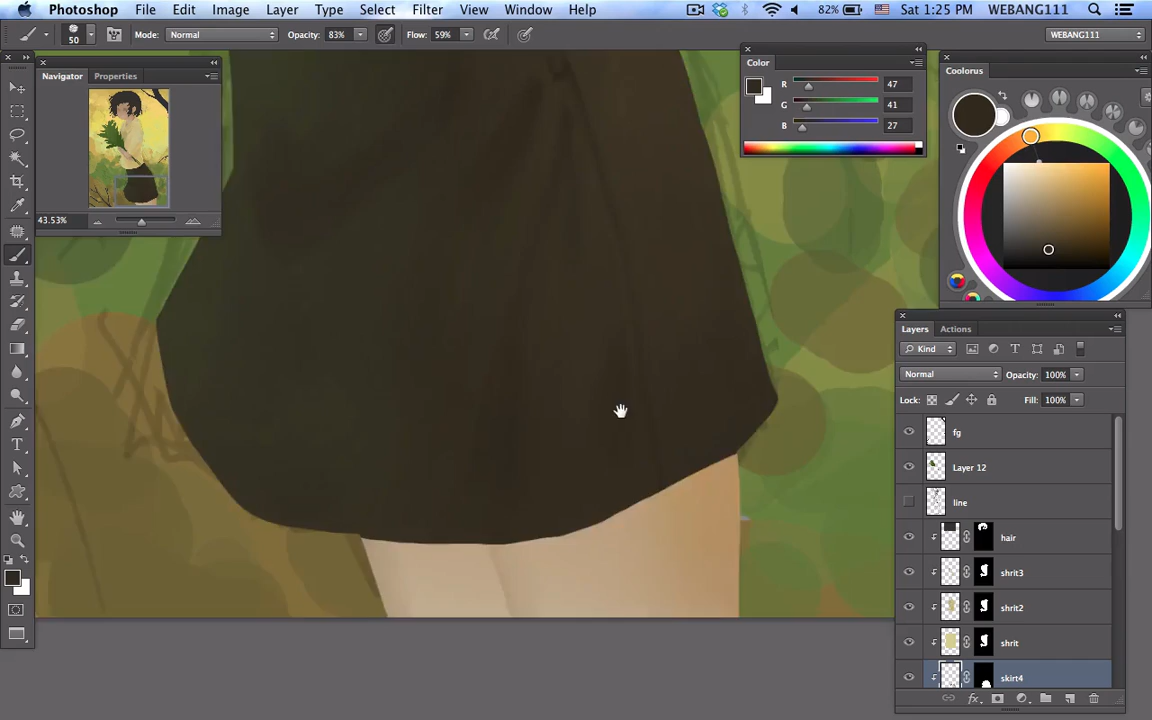 Photoshop File Edit Image Layer Type Select Filter View Window Help 82% Sat 1:25 PM WEBANG111
50 Mode: Normal Opacity: 83% Flow: 59% WEBANG111
Navigator Properties
43.53%
Color
R 47
G 41
B 27
Coolorus
Layers Actions
Kind
Normal Opacity: 100%
Lock: Fill: 100%
fg
Layer 12
line
hair
shrit3
shrit2
shrit
skirt4